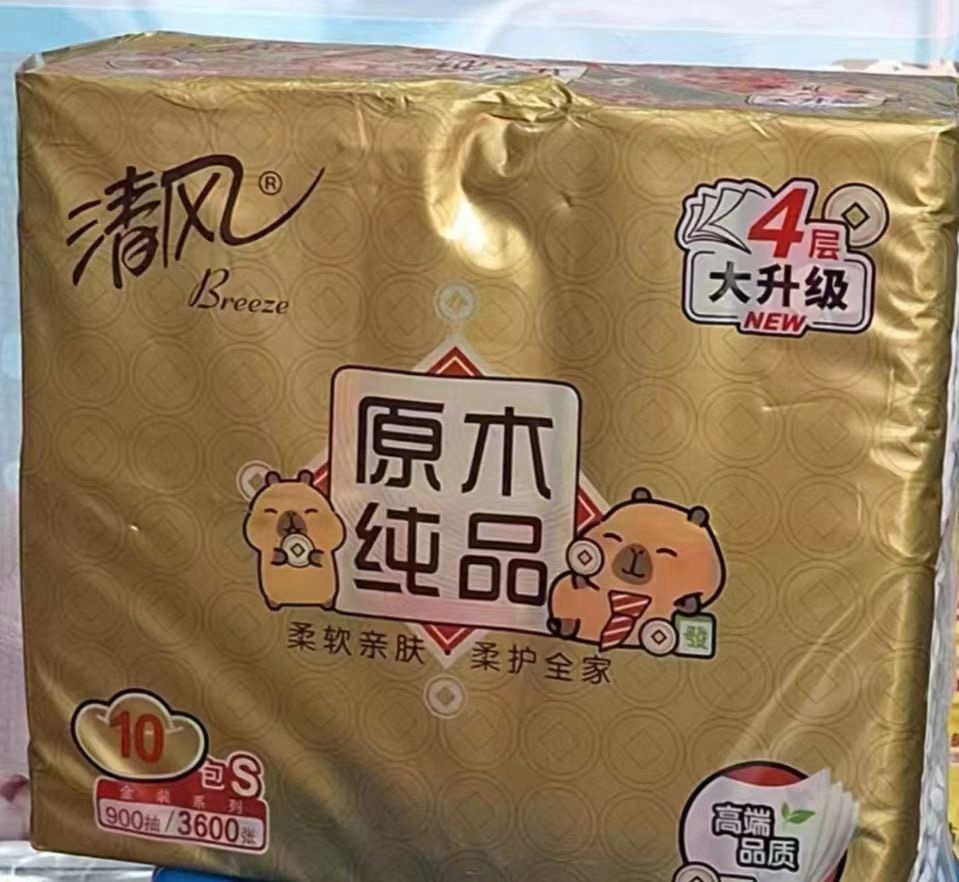 清风®
Breeze
4层
大升级
NEW
原木
纯品
發
柔软亲肤 柔护全家
10包S
金装系列
900抽/3600张
高端
品质